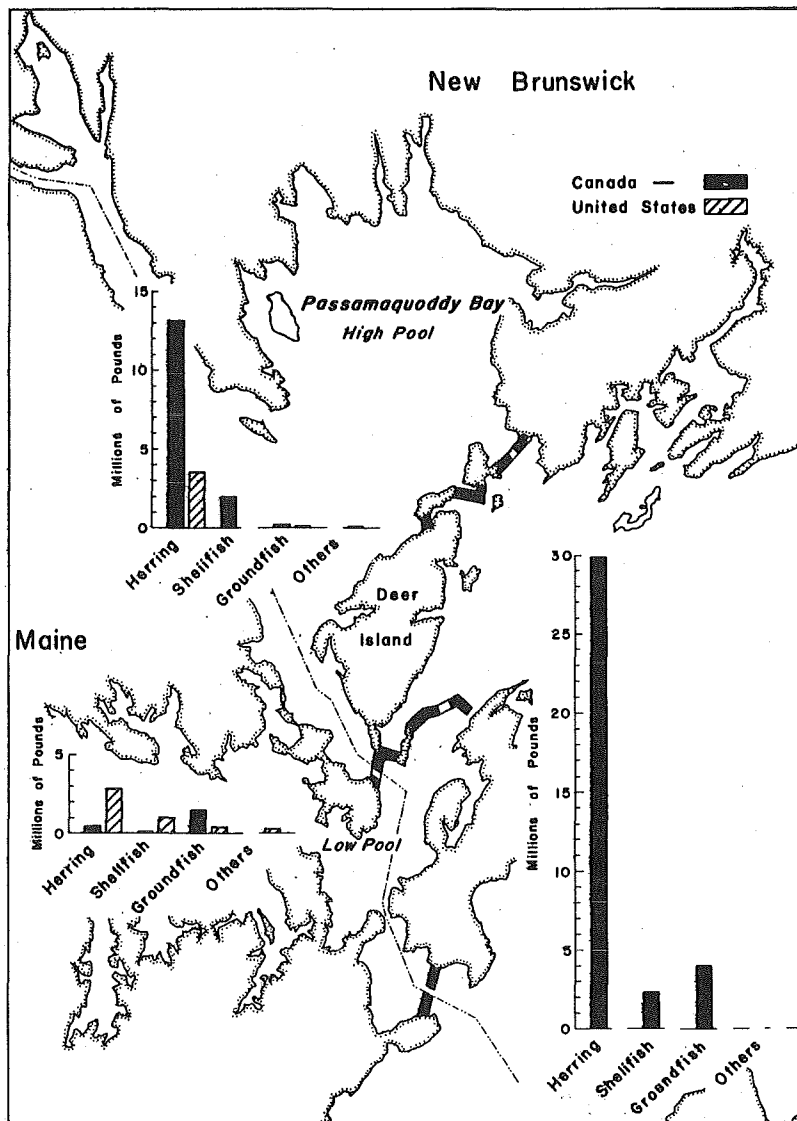 New Brunswick
Canada —
United States
Passamaquoddy Bay
High Pool
15
10
5
0
Millions of Pounds
Herring
Shellfish
Groundfish
Others
Deer
Island
Maine
5
0
Millions of Pounds
Herring
Shellfish
Groundfish
Others
Low Pool
30
25
20
15
10
5
0
Millions of Pounds
Herring
Shellfish
Groundfish
Others